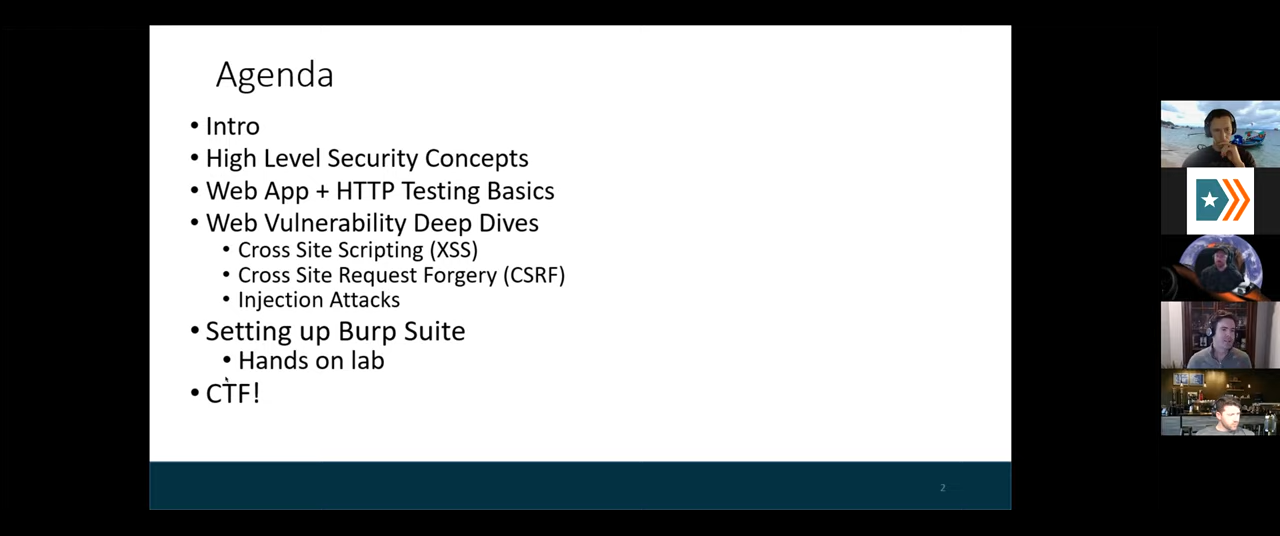 Agenda
• Intro
• High Level Security Concepts
• Web App + HTTP Testing Basics
• Web Vulnerability Deep Dives
• Cross Site Scripting (XSS)
• Cross Site Request Forgery (CSRF)
• Injection Attacks
• Setting up Burp Suite
• Hands on lab
• CTF!
2